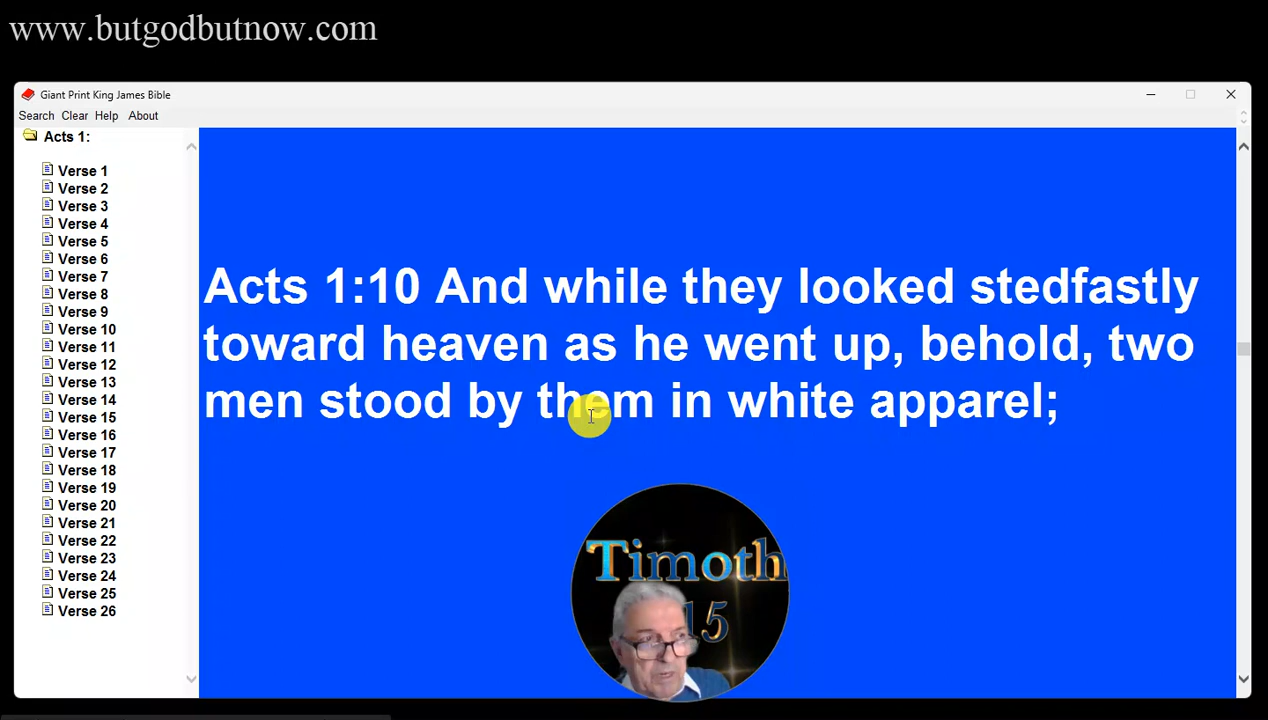 www.butgodbutnow.com
Giant Print King James Bible
Search Clear Help About
Acts 1:
Verse 1
Verse 2
Verse 3
Verse 4
Verse 5
Verse 6
Verse 7
Verse 8
Verse 9
Verse 10
Verse 11
Verse 12
Verse 13
Verse 14
Verse 15
Verse 16
Verse 17
Verse 18
Verse 19
Verse 20
Verse 21
Verse 22
Verse 23
Verse 24
Verse 25
Verse 26
Acts 1:10 And while they looked stedfastly
toward heaven as he went up, behold, two
men stood by them in white apparel;
Timoth
15